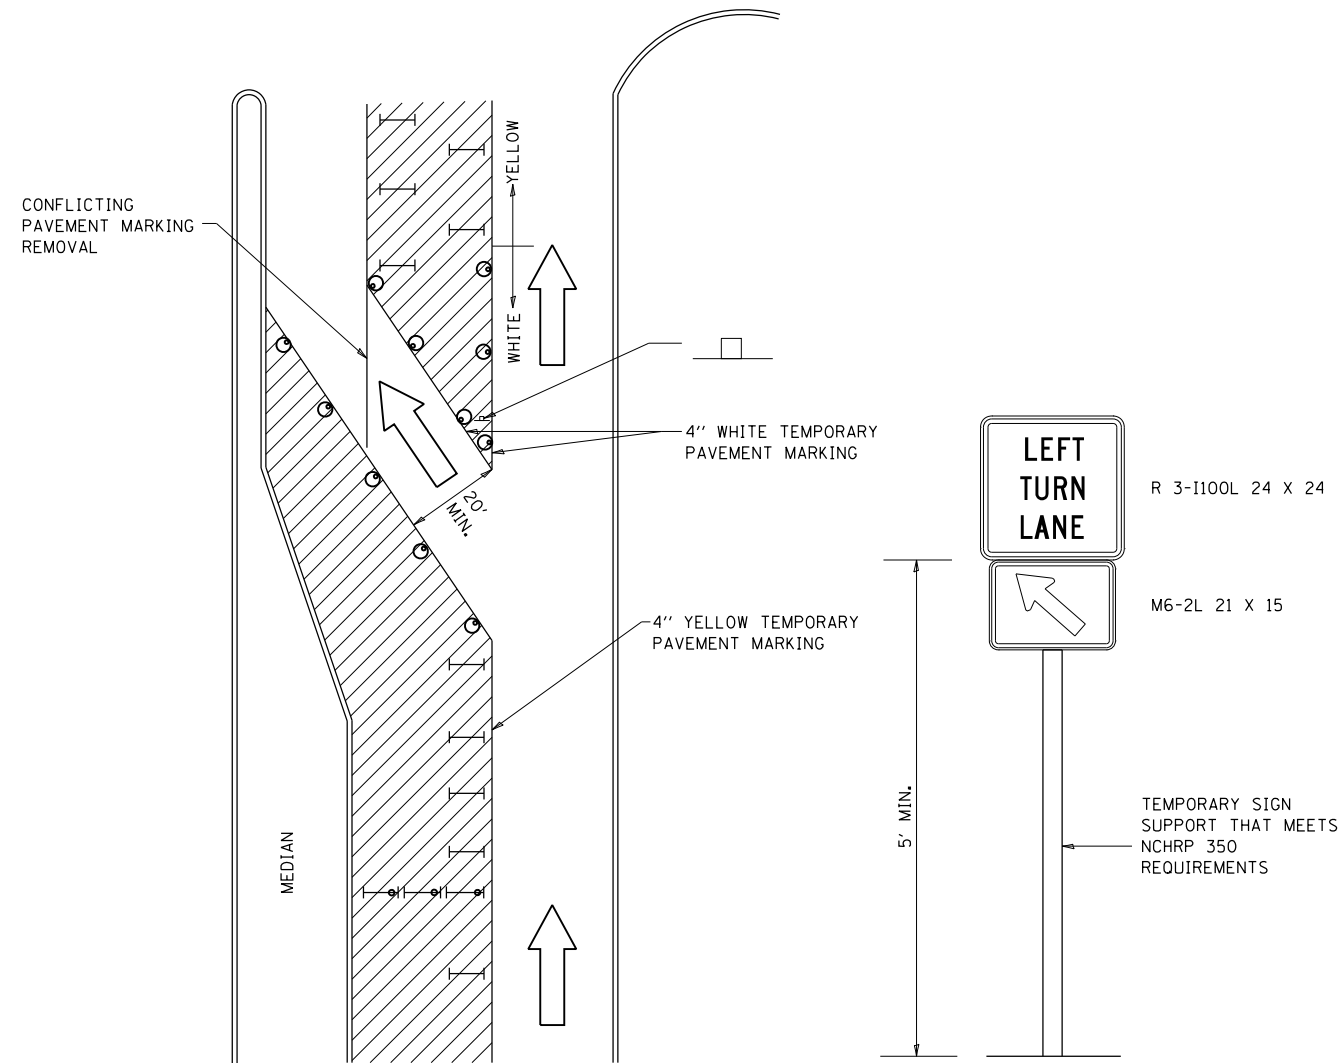 YELLOW
CONFLICTING
PAVEMENT MARKING
REMOVAL
WHITE
4'' WHITE TEMPORARY
PAVEMENT MARKING
20'
MIN.
4'' YELLOW TEMPORARY
PAVEMENT MARKING
MEDIAN
LEFT
TURN
LANE
R 3-I100L 24 X 24
M6-2L 21 X 15
5' MIN.
TEMPORARY SIGN
SUPPORT THAT MEETS
NCHRP 350
REQUIREMENTS